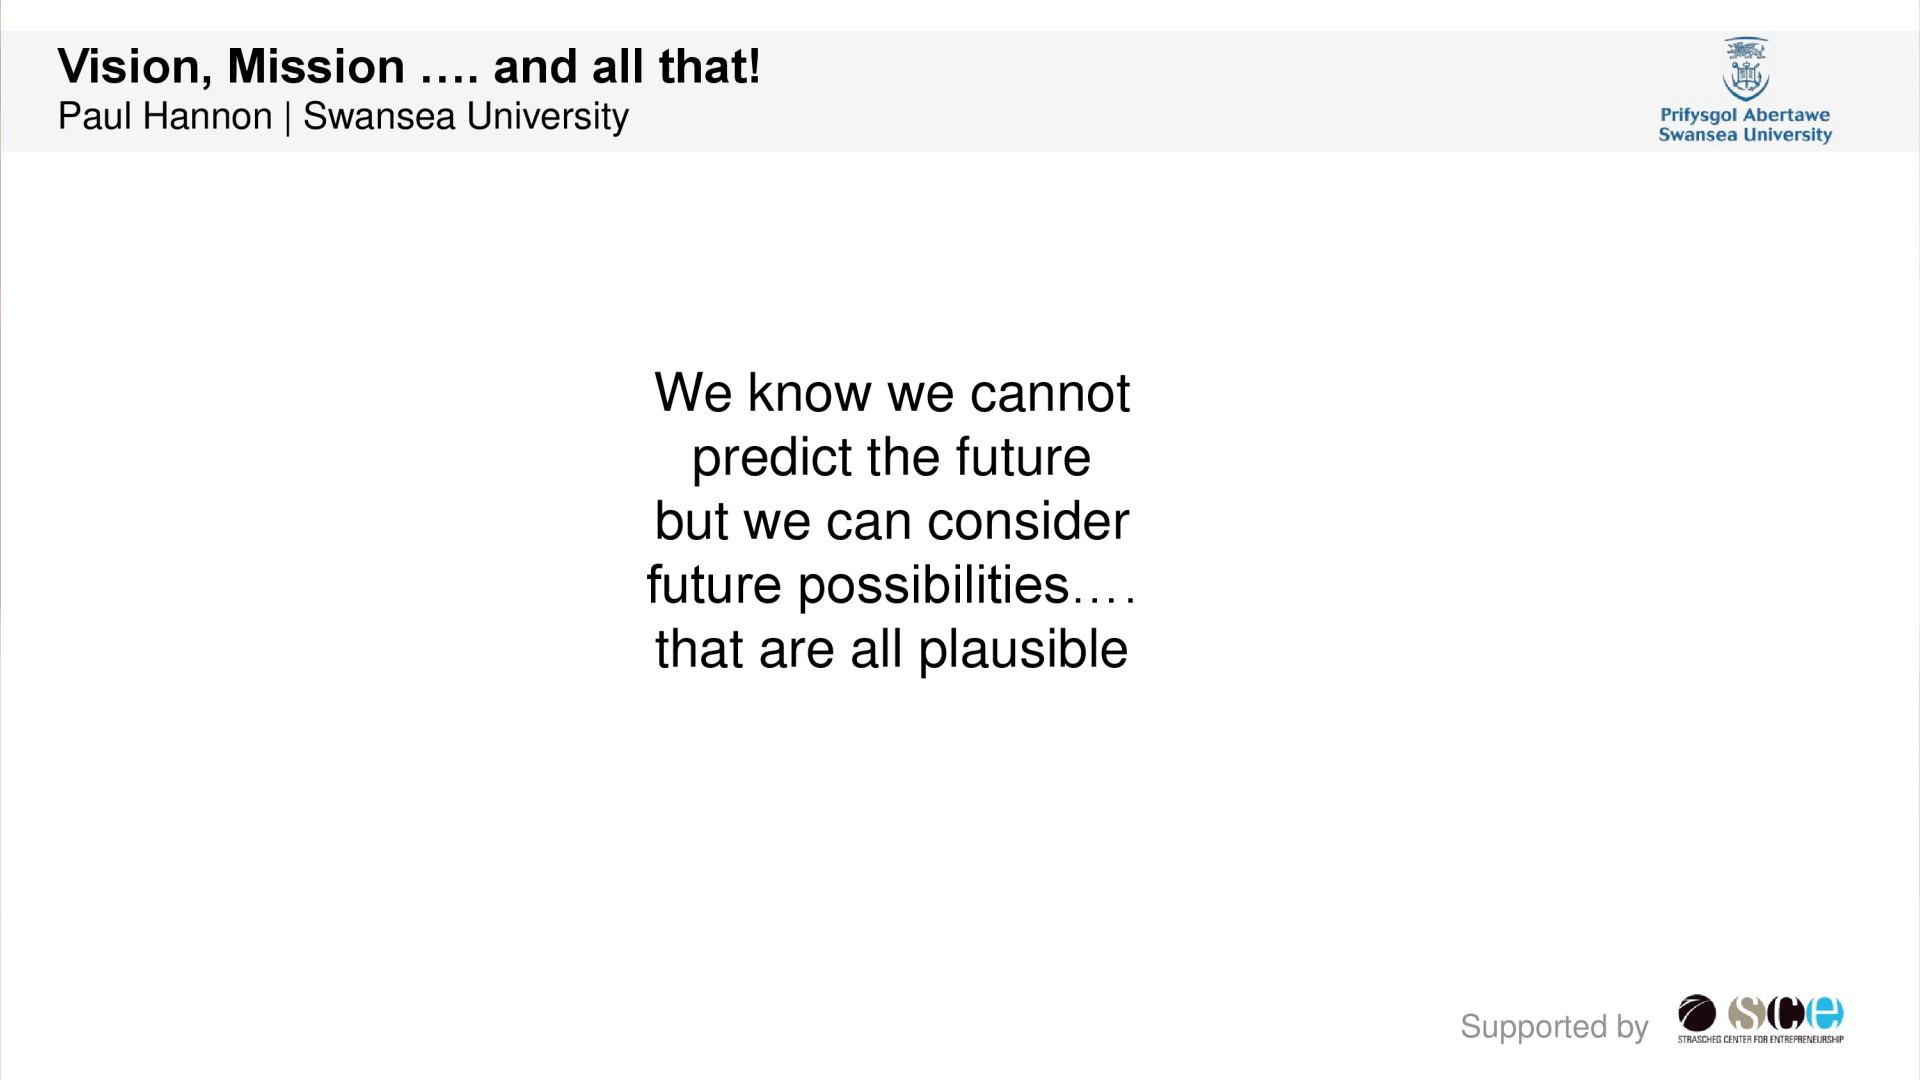 Vision, Mission .... and all that!
Paul Hannon | Swansea University
Prifysgol Abertawe
Swansea University
We know we cannot
predict the future
but we can consider
future possibilities....
that are all plausible
Supported by
sce
STRASCHEG CENTER FOR ENTREPRENEURSHIP